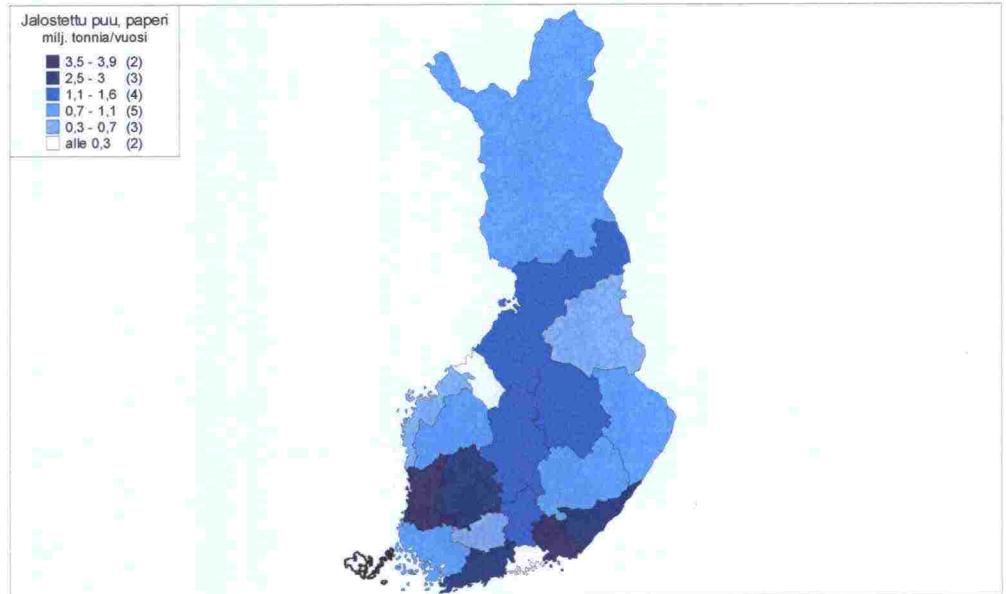 Jalostettu puu, paperi
milj. tonnia/vuosi
3,5 - 3,9 (2)
2,5 - 3 (3)
1,1 - 1,6 (4)
0,7 - 1,1 (5)
0,3 - 0,7 (3)
alle 0,3 (2)